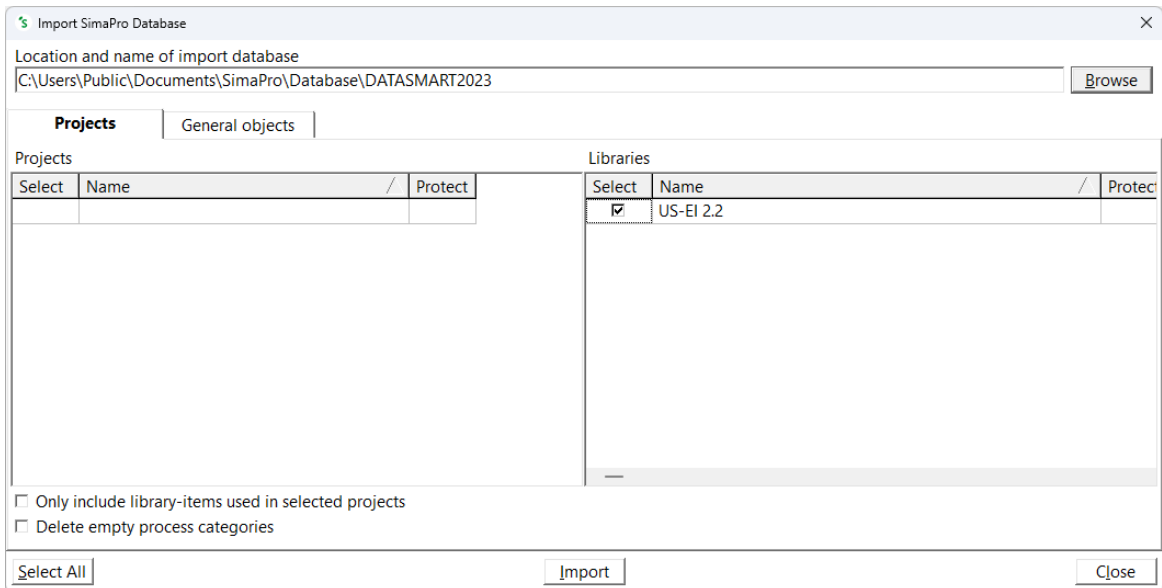 Import SimaPro Database
Location and name of import database
C:\Users\Public\Documents\SimaPro\Database\DATASMART2023
Browse
Projects
General objects
Projects
Select
Name
Protect
Libraries
Select
Name
Protect
US-EI 2.2
Only include library-items used in selected projects
Delete empty process categories
Select All
Import
Close